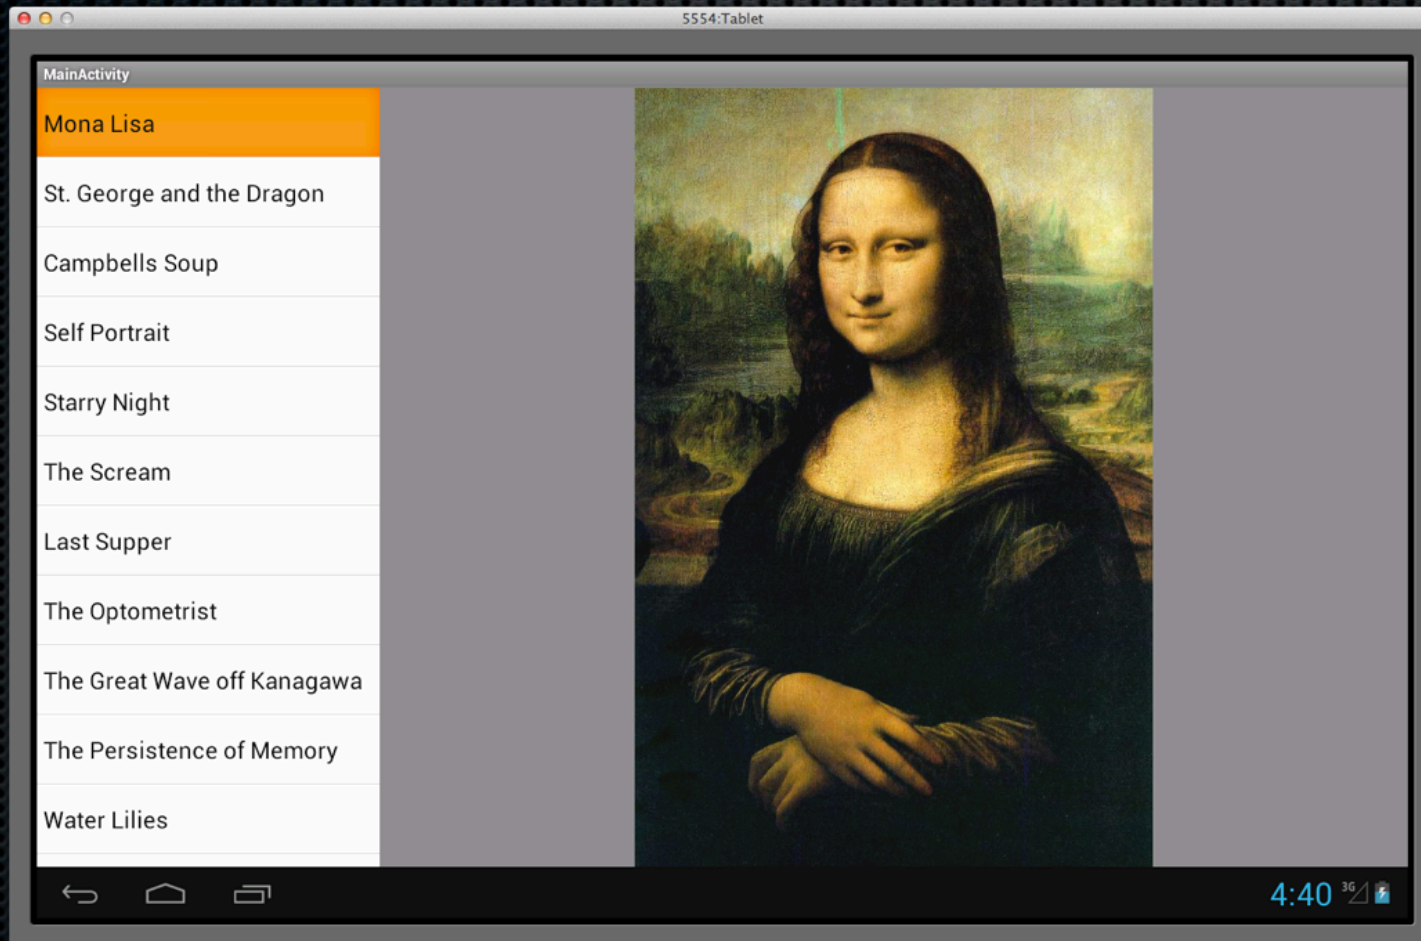 5554:Tablet
MainActivity
Mona Lisa
St. George and the Dragon
Campbells Soup
Self Portrait
Starry Night
The Scream
Last Supper
The Optometrist
The Great Wave off Kanagawa
The Persistence of Memory
Water Lilies
4:40 3G